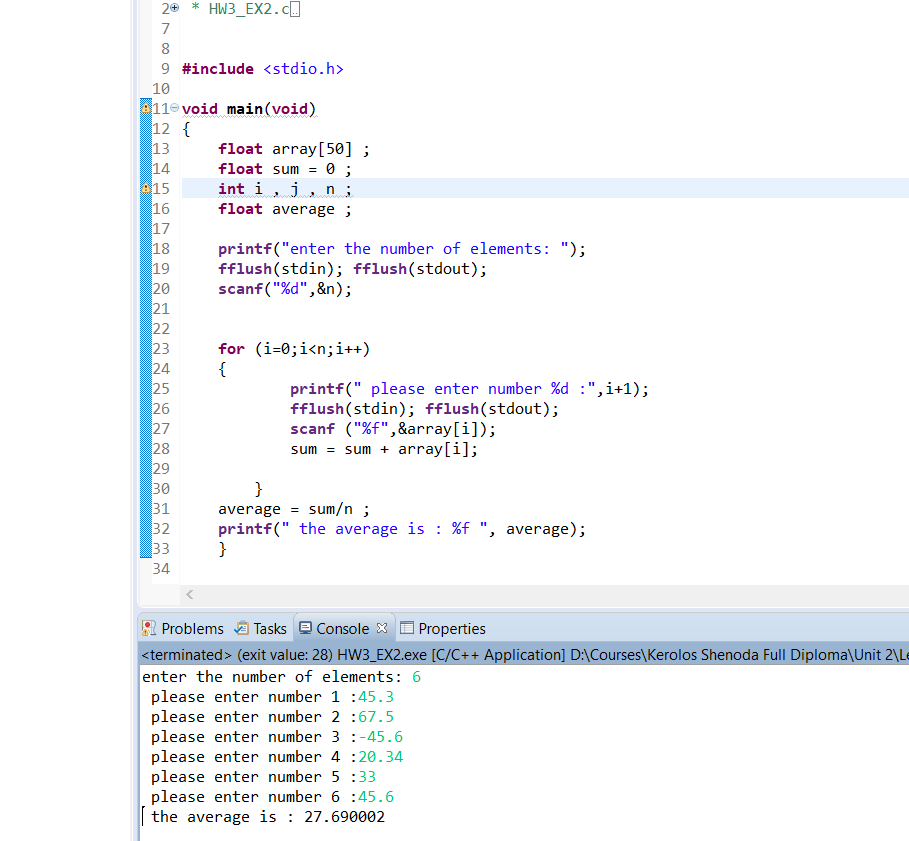 2 * HW3_EX2.c
7
8
9 #include <stdio.h>
10
11 void main(void)
12 {
13     float array[50] ;
14     float sum = 0 ;
15     int i , j , n ;
16     float average ;
17
18     printf("enter the number of elements: ");
19     fflush(stdin); fflush(stdout);
20     scanf("%d",&n);
21
22
23     for (i=0;i<n;i++)
24     {
25             printf(" please enter number %d :",i+1);
26             fflush(stdin); fflush(stdout);
27             scanf ("%f",&array[i]);
28             sum = sum + array[i];
29
30         }
31     average = sum/n ;
32     printf(" the average is : %f ", average);
33     }
34
Problems Tasks Console Properties
<terminated> (exit value: 28) HW3_EX2.exe [C/C++ Application] D:\Courses\Kerolos Shenoda Full Diploma\Unit 2\Le
enter the number of elements: 6
 please enter number 1 :45.3
 please enter number 2 :67.5
 please enter number 3 :-45.6
 please enter number 4 :20.34
 please enter number 5 :33
 please enter number 6 :45.6
 the average is : 27.690002